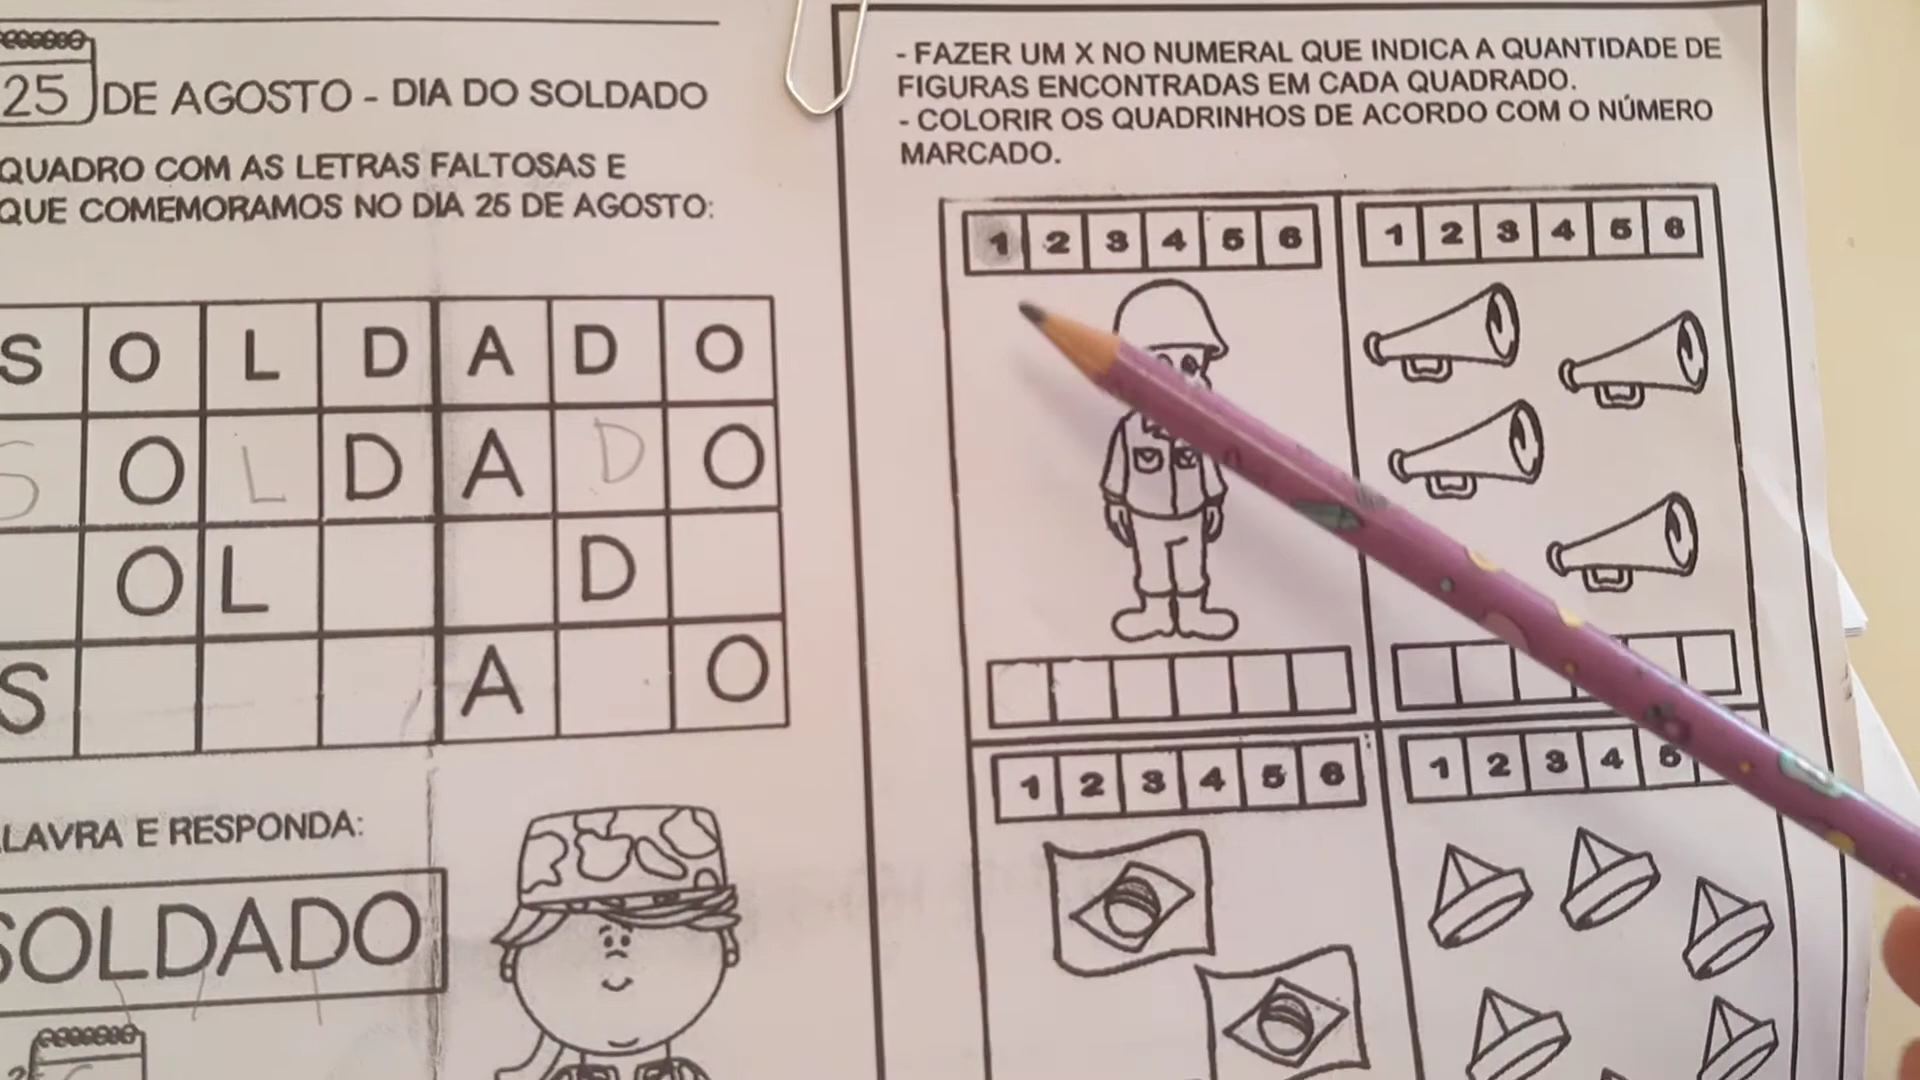 25 DE AGOSTO - DIA DO SOLDADO
QUADRO COM AS LETRAS FALTOSAS E
QUE COMEMORAMOS NO DIA 25 DE AGOSTO:
S O L D A D O
S O L D A D O
O L D
S A O
LAVRA E RESPONDA:
SOLDADO
- FAZER UM X NO NUMERAL QUE INDICA A QUANTIDADE DE
FIGURAS ENCONTRADAS EM CADA QUADRADO.
- COLORIR OS QUADRINHOS DE ACORDO COM O NÚMERO
MARCADO.
1 2 3 4 5 6
1 2 3 4 5 6
1 2 3 4 5 6
1 2 3 4 5